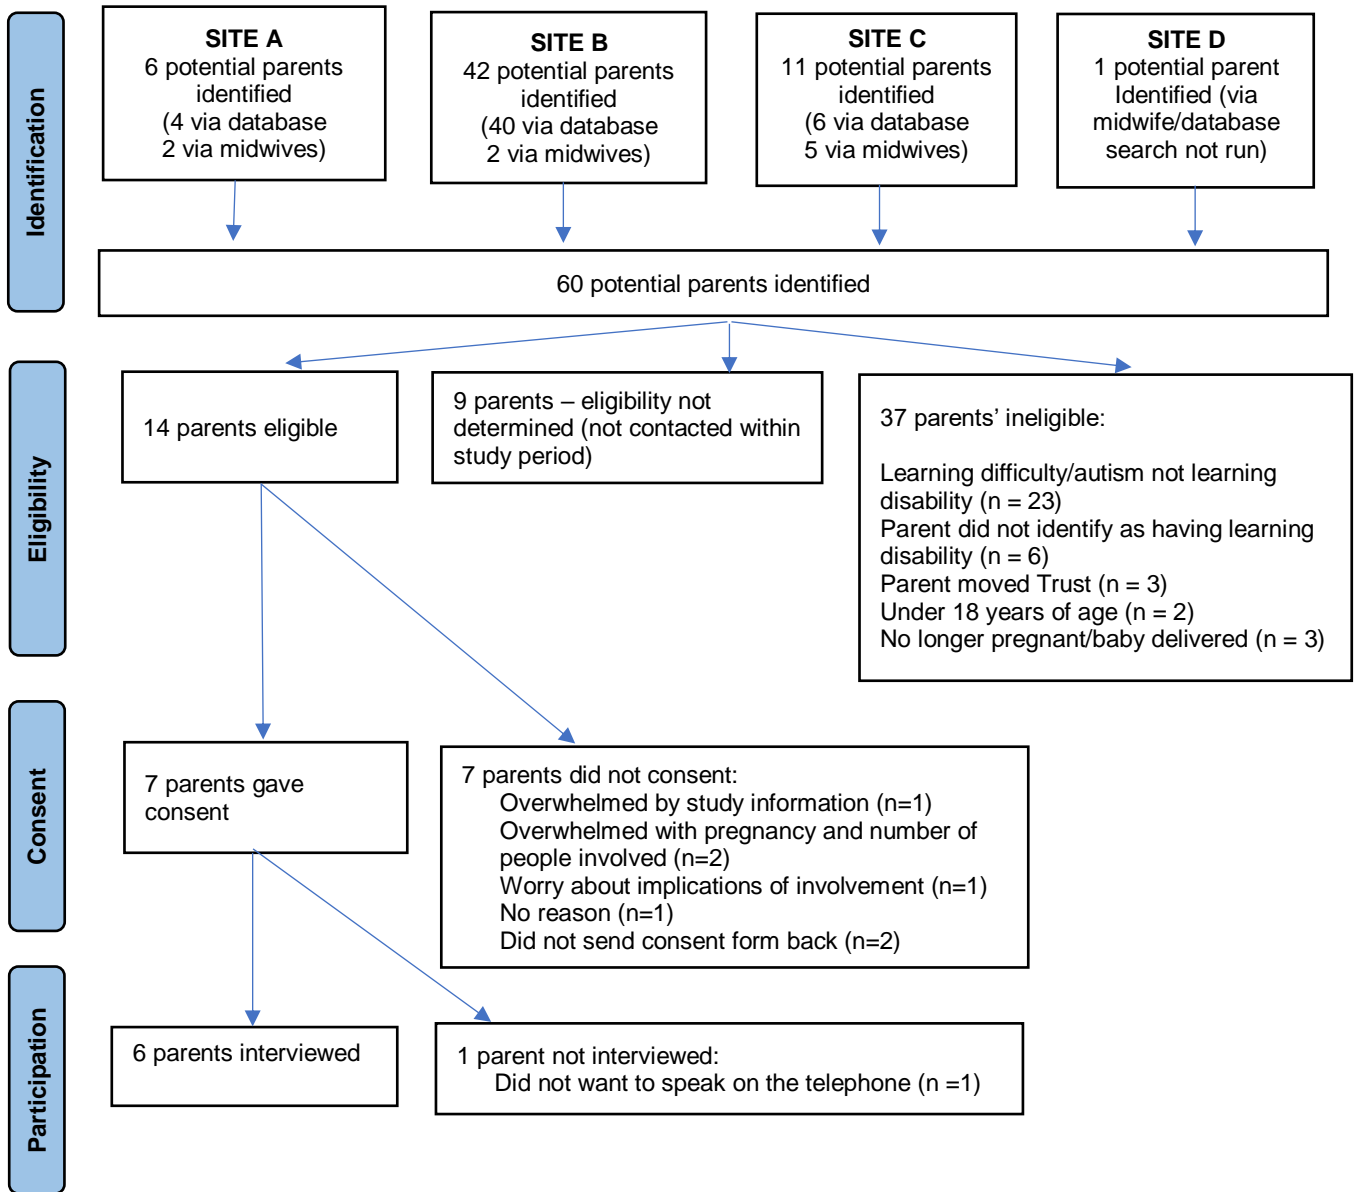 Identification
SITE A
6 potential parents
identified
(4 via database
2 via midwives)
SITE B
42 potential parents
identified
(40 via database
2 via midwives)
SITE C
11 potential parents
identified
(6 via database
5 via midwives)
SITE D
1 potential parent
Identified (via
midwife/database
search not run)
60 potential parents identified
Eligibility
14 parents eligible
9 parents – eligibility not
determined (not contacted within
study period)
37 parents’ ineligible:
Learning difficulty/autism not learning
disability (n = 23)
Parent did not identify as having learning
disability (n = 6)
Parent moved Trust (n = 3)
Under 18 years of age (n = 2)
No longer pregnant/baby delivered (n = 3)
Consent
7 parents gave
consent
7 parents did not consent:
Overwhelmed by study information (n=1)
Overwhelmed with pregnancy and number of
people involved (n=2)
Worry about implications of involvement (n=1)
No reason (n=1)
Did not send consent form back (n=2)
Participation
6 parents interviewed
1 parent not interviewed:
Did not want to speak on the telephone (n =1)